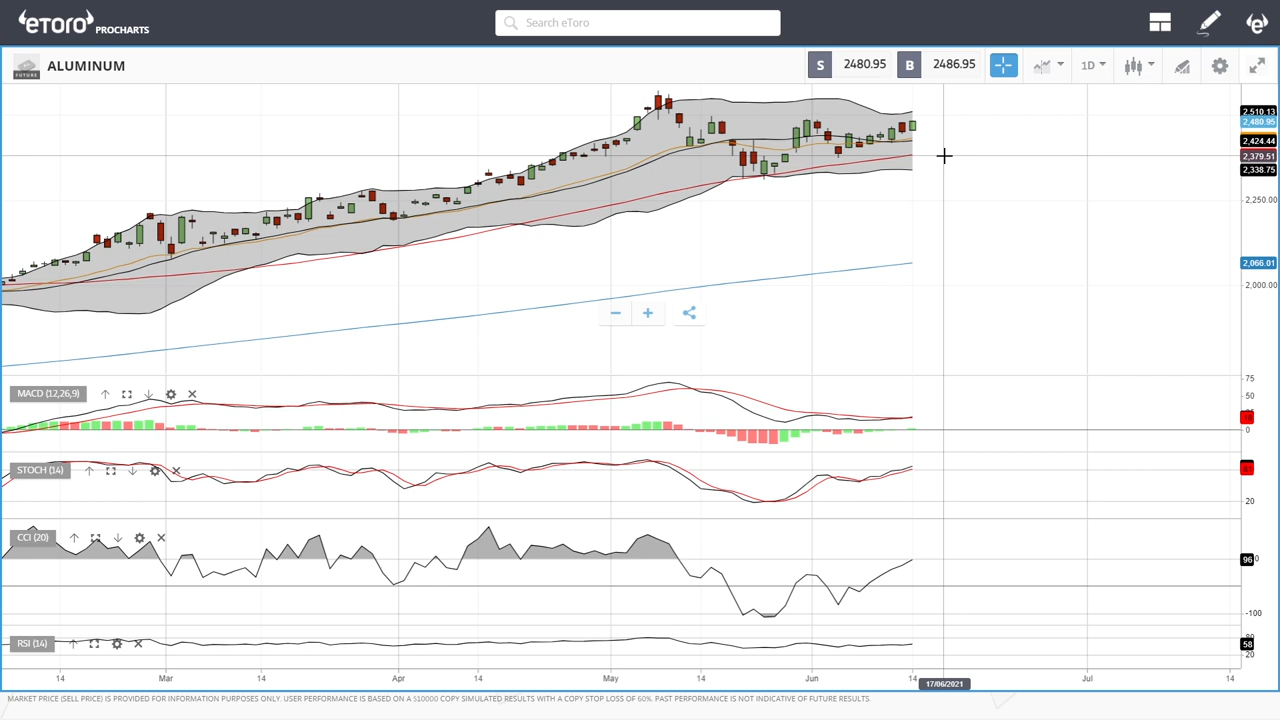 eToro PROCHARTS
Search eToro
FUTURE
ALUMINUM
S 2480.95 B 2486.95
1D
2,510.13
2,480.95
2,424.44
2,379.51
2,338.75
2,250.00
2,066.01
2,000.00
MACD (12,26,9)
75
50
0
STOCH (14)
20
CCI (20)
96
-100
RSI (14)
80
58
20
14 Mar 14 Apr 14 May 14 Jun 14 Jul 14
17/06/2021
MARKET PRICE (SELL PRICE) IS PROVIDED FOR INFORMATION PURPOSES ONLY. USER PERFORMANCE IS BASED ON A $10000 COPY SIMULATED RESULTS WITH A COPY STOP LOSS OF 60%. PAST PERFORMANCE IS NOT INDICATIVE OF FUTURE RESULTS.